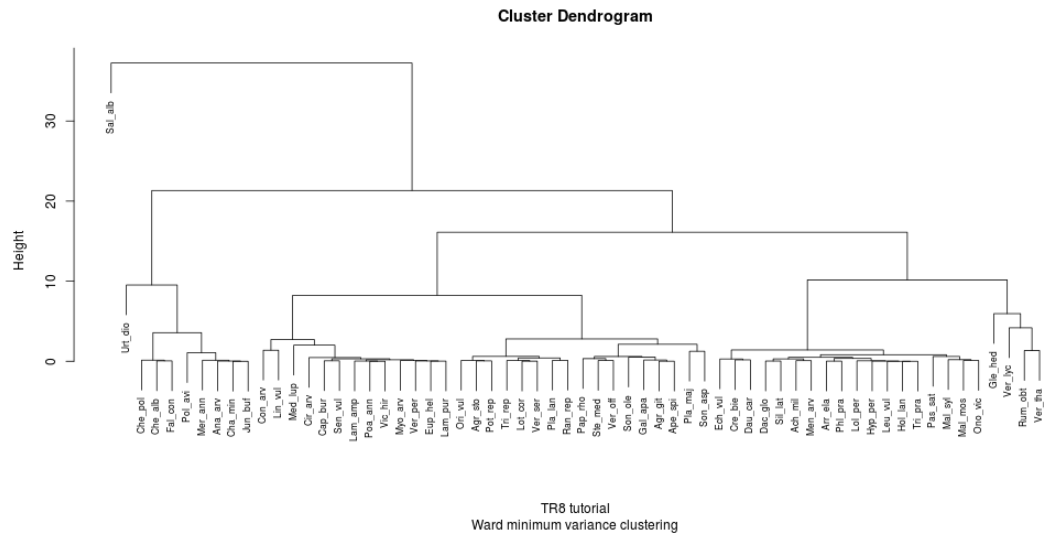 Cluster Dendrogram
Height
0
10
20
30
Sal_alb
Urt_dio
Che_pol
Che_alb
Fal_con
Pol_avi
Mer_ann
Ana_arv
Cha_min
Jun_buf
Con_arv
Lin_vul
Med_lup
Cir_arv
Cap_bur
Sen_vul
Lam_amp
Poa_ann
Vic_hir
Myo_arv
Ver_per
Eup_hel
Lam_pur
Ori_vul
Agr_sto
Pot_rep
Tri_rep
Lot_cor
Ver_ser
Pla_lan
Ran_rep
Pap_rho
Ste_med
Ver_off
Son_ole
Gal_apa
Agr_git
Ape_spi
Pla_maj
Son_asp
Ech_vul
Cre_bie
Dau_car
Dac_glo
Sil_lat
Ach_mil
Men_arv
Arr_ela
Phl_pra
Lol_per
Hyp_per
Leu_vul
Hol_lan
Tri_pra
Pas_sat
Mal_syl
Mal_mos
Ono_vic
Gle_hed
Ver_lyc
Rum_obt
Ver_tha
TR8 tutorial
Ward minimum variance clustering